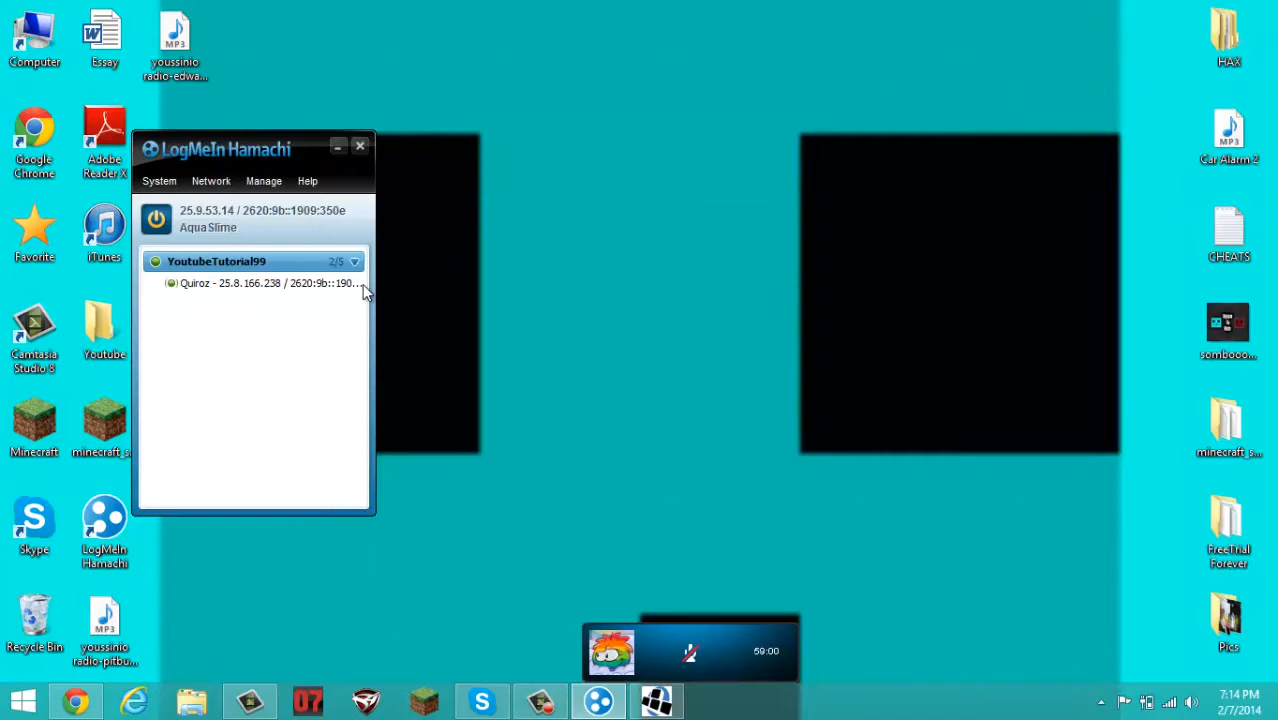 Computer
Essay
youssinio
radio-edwa...
MP3
HAX
Google
Chrome
Adobe
Reader X
MP3
Car Alarm 2
LogMeIn Hamachi
System Network Manage Help
25.9.53.14 / 2620:9b::1909:350e
AquaSlime
YoutubeTutorial99 2/5
Quiroz - 25.8.166.238 / 2620:9b::190...
Favorite
iTunes
CHEATS
Camtasia
Studio 8
Youtube
sombooo...
Minecraft
minecraft_s
minecraft_s...
Skype
LogMeIn
Hamachi
FreeTrial
Forever
Recycle Bin
MP3
youssinio
radio-pitbu...
Pics
59:00
07
7:14 PM
2/7/2014